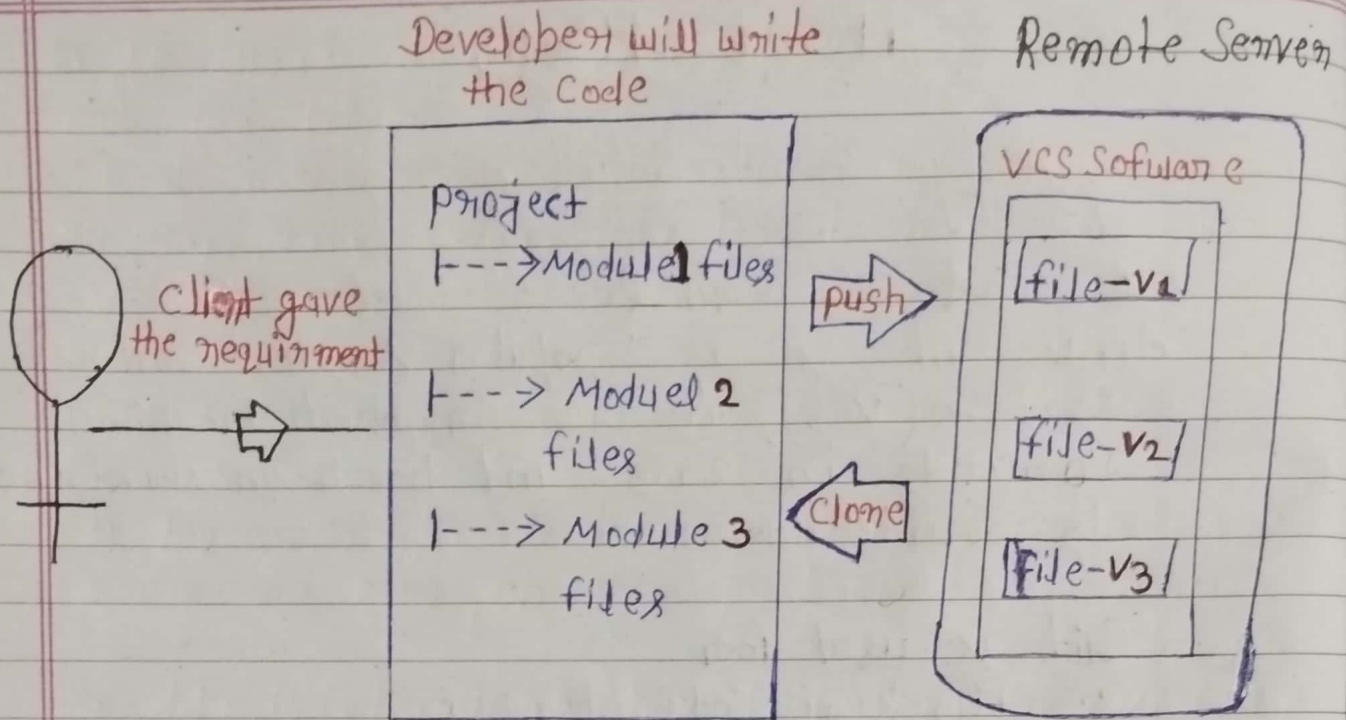 Developer will write
the Code
Remote Server
VCS Sofware
project
|---> Module1 files
file-V1
Client gave
the requirment
push
|---> Moduel 2
files
file-V2
Clone
|---> Module 3
files
file-V3